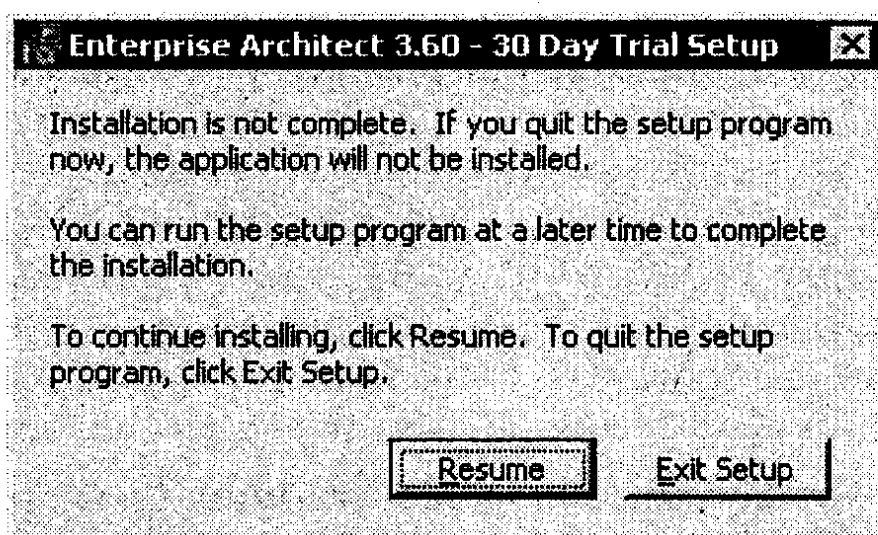 Enterprise Architect 3.60 - 30 Day Trial Setup
Installation is not complete. If you quit the setup program
now, the application will not be installed.
You can run the setup program at a later time to complete
the installation.
To continue installing, click Resume. To quit the setup
program, click Exit Setup.
Resume Exit Setup